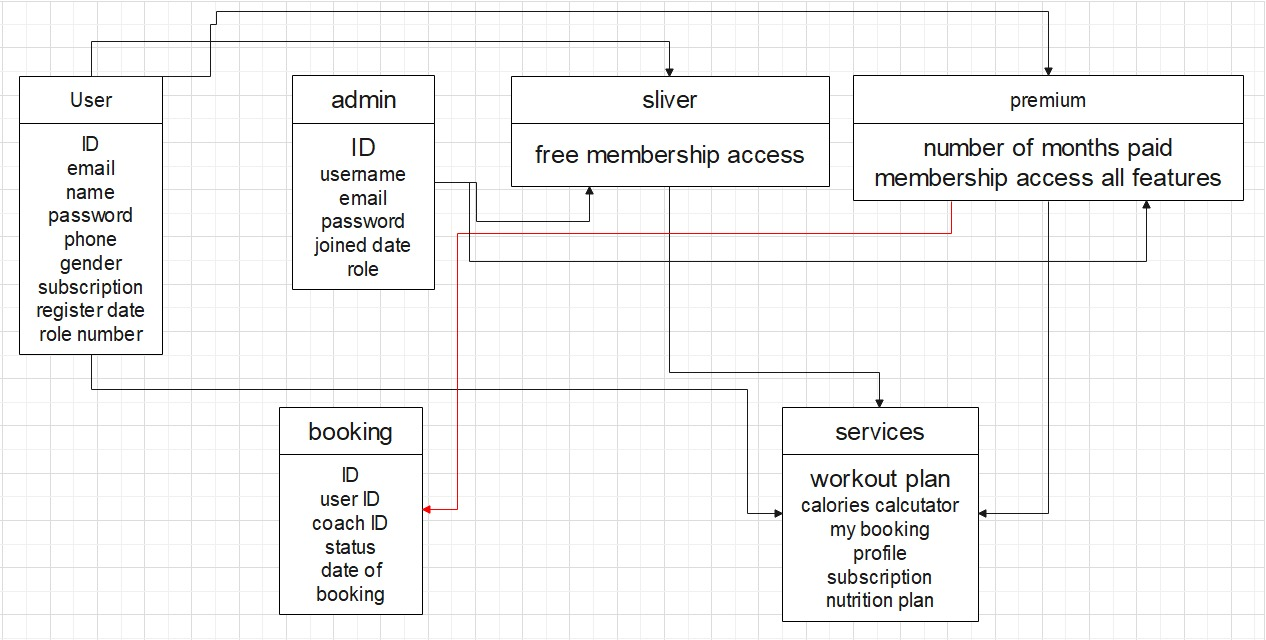 User
ID
email
name
password
phone
gender
subscription
register date
role number
admin
ID
username
email
password
joined date
role
sliver
free membership access
premium
number of months paid
membership access all features
booking
ID
user ID
coach ID
status
date of
booking
services
workout plan
calories calcutator
my booking
profile
subscription
nutrition plan